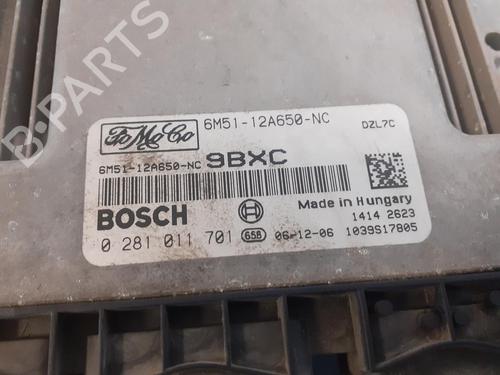 FoMoCo
6M51-12A650-NC
DZL7C
6M51-12A650-NC 9BXC
BOSCH
Made in Hungary
1414 2623
0 281 011 701 658 06-12-06 1039S17805
B-Parts